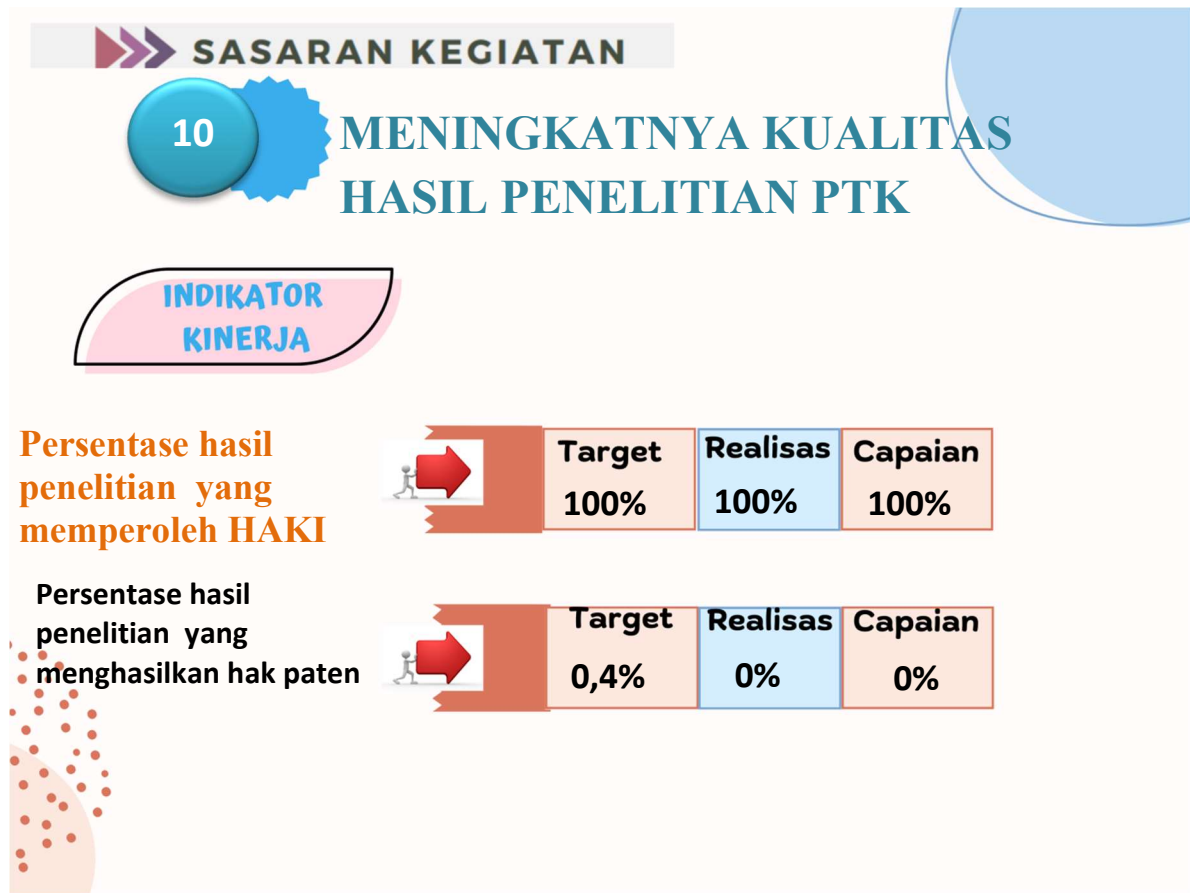 SASARAN KEGIATAN
10
MENINGKATNYA KUALITAS
HASIL PENELITIAN PTK
INDIKATOR
KINERJA
Persentase hasil
penelitian yang
memperoleh HAKI
Target Realisas Capaian
100% 100% 100%
Persentase hasil
penelitian yang
menghasilkan hak paten
Target Realisas Capaian
0,4% 0% 0%